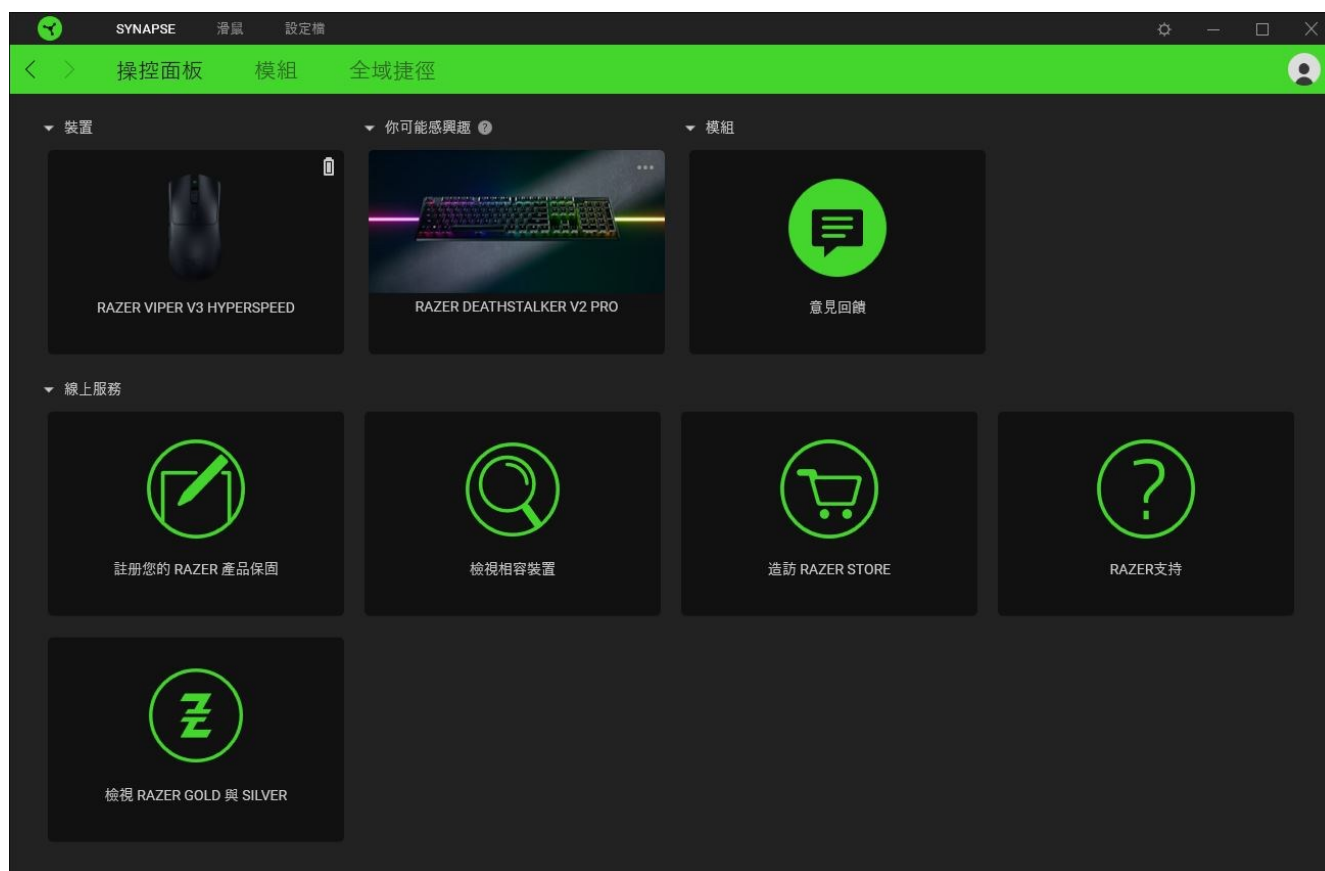 SYNAPSE 滑鼠 設定檔
操控面板 模組 全域捷徑
裝置 你可能感興趣 ? 模組
RAZER VIPER V3 HYPERSPEED RAZER DEATHSTALKER V2 PRO 意見回饋
線上服務
註册您的 RAZER 產品保固 檢視相容裝置 造訪 RAZER STORE RAZER支持
檢視 RAZER GOLD 與 SILVER